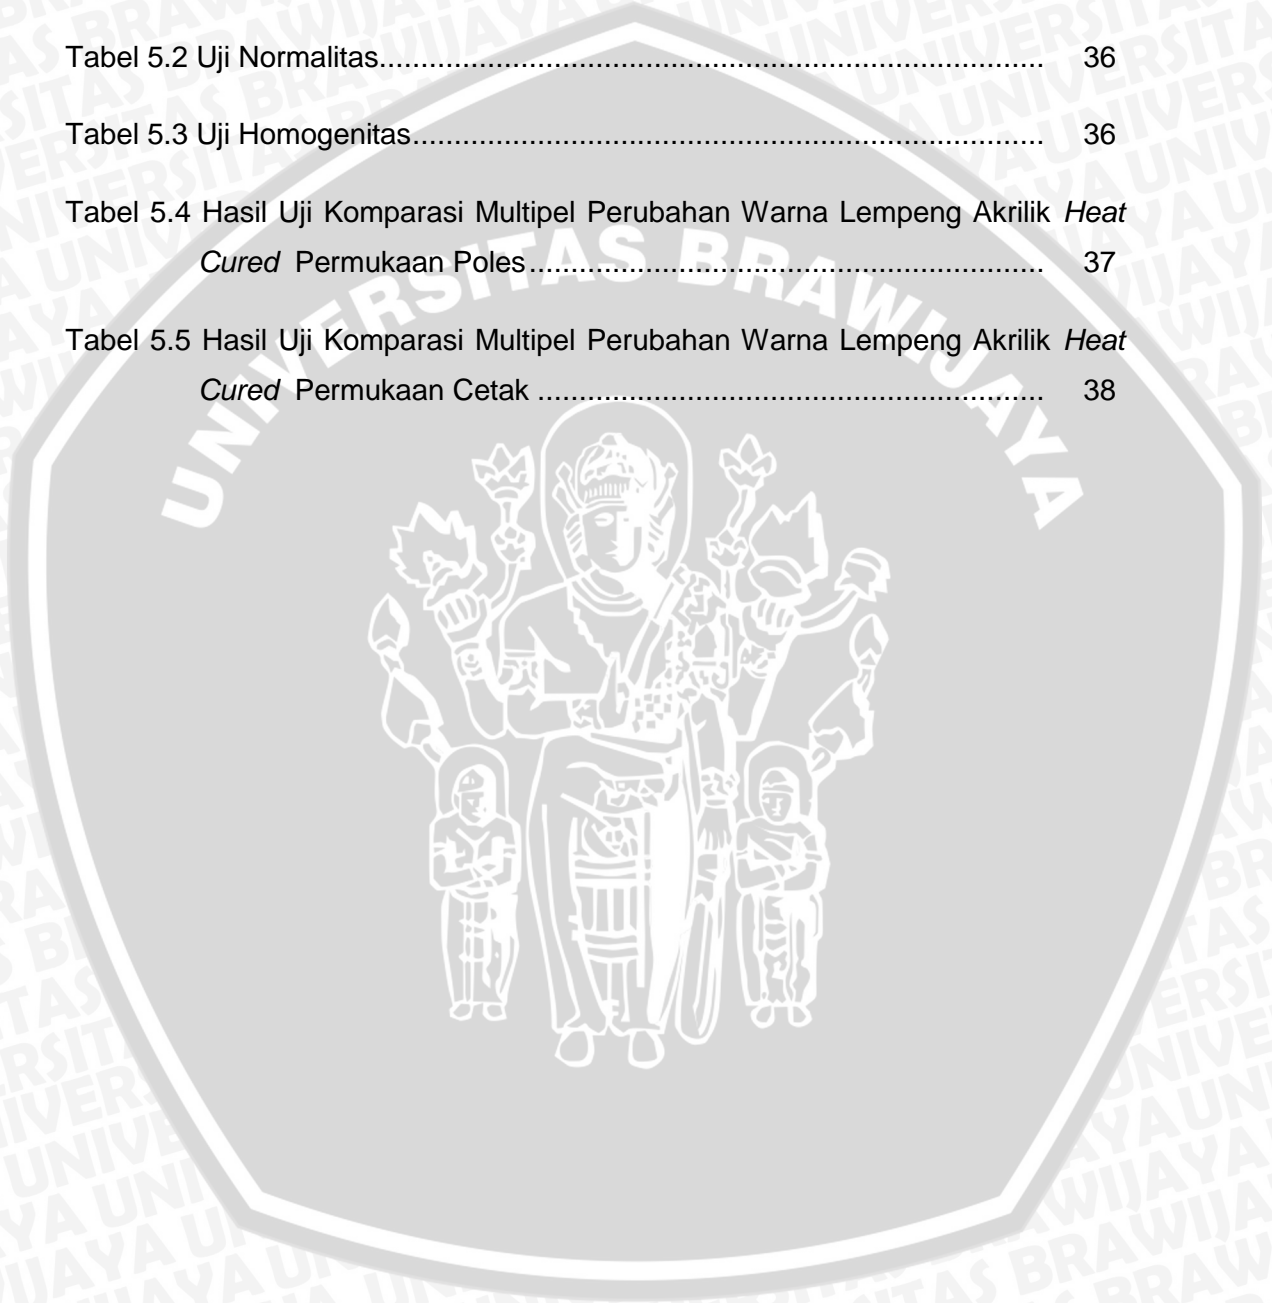 Tabel 5.2 Uji Normalitas................................................................................ 36
Tabel 5.3 Uji Homogenitas............................................................................ 36
Tabel 5.4 Hasil Uji Komparasi Multipel Perubahan Warna Lempeng Akrilik Heat
Cured Permukaan Poles.............................................................. 37
Tabel 5.5 Hasil Uji Komparasi Multipel Perubahan Warna Lempeng Akrilik Heat
Cured Permukaan Cetak ............................................................. 38
UNIVERSITAS BRAWIJAYA